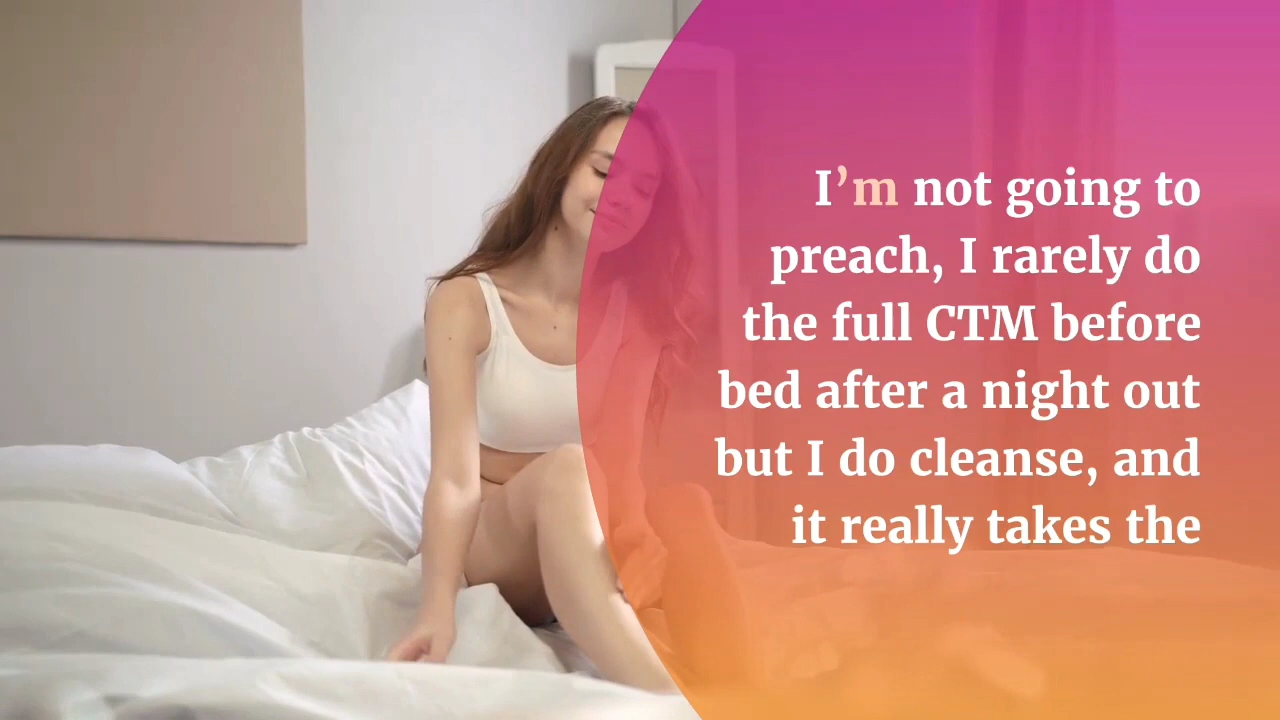 I’m not going to
preach, I rarely do
the full CTM before
bed after a night out
but I do cleanse, and
it really takes the